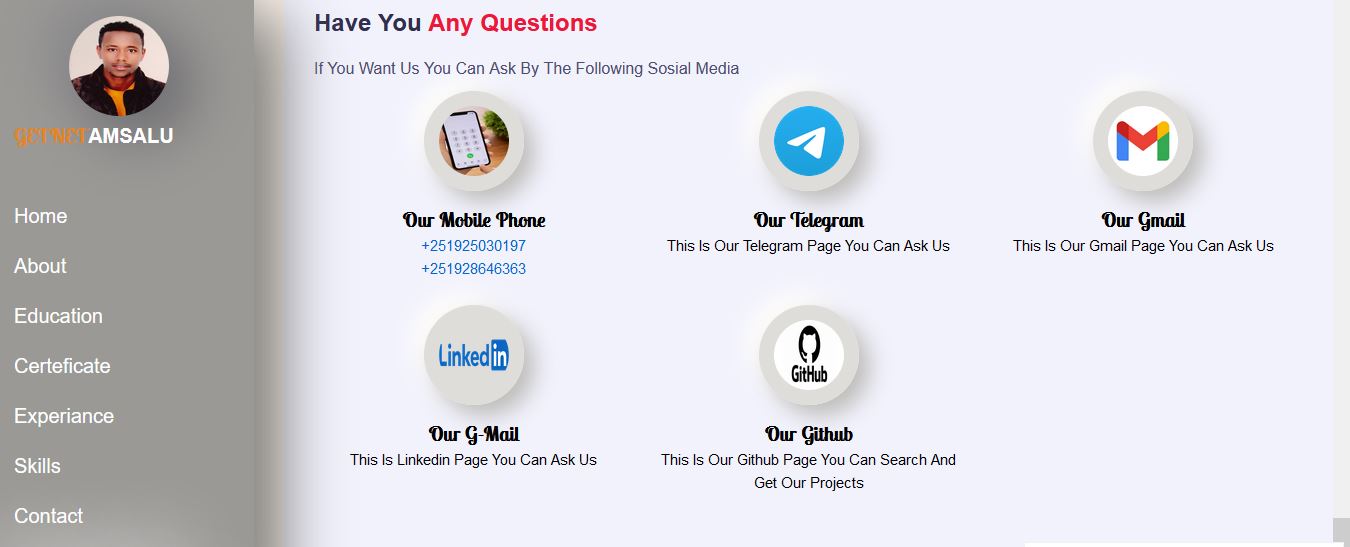 GETNETAMSALU
Home
About
Education
Certeficate
Experiance
Skills
Contact
Have You Any Questions
If You Want Us You Can Ask By The Following Sosial Media
Our Mobile Phone
+251925030197
+251928646363
Our Telegram
This Is Our Telegram Page You Can Ask Us
Our Gmail
This Is Our Gmail Page You Can Ask Us
Linkedin
Our G-Mail
This Is Linkedin Page You Can Ask Us
GitHub
Our Github
This Is Our Github Page You Can Search And
Get Our Projects